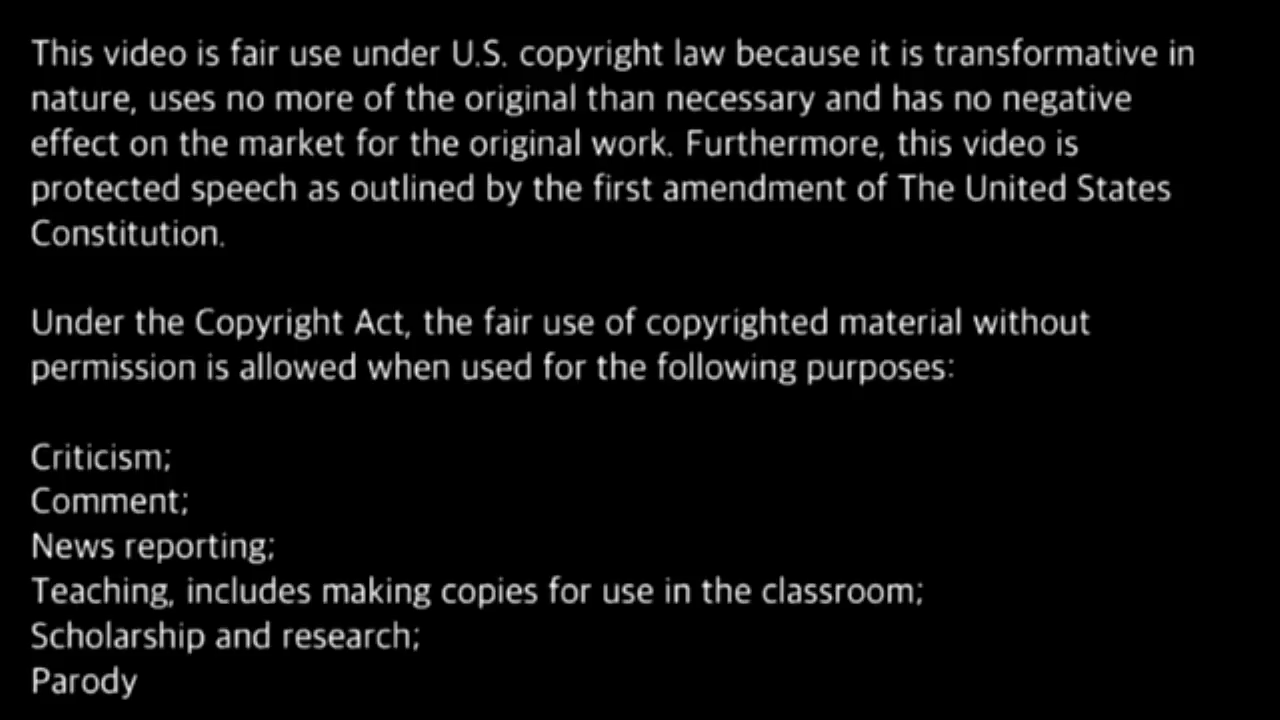 This video is fair use under U.S. copyright law because it is transformative in
nature, uses no more of the original than necessary and has no negative
effect on the market for the original work. Furthermore, this video is
protected speech as outlined by the first amendment of The United States
Constitution.
Under the Copyright Act, the fair use of copyrighted material without
permission is allowed when used for the following purposes:
Criticism;
Comment;
News reporting;
Teaching, includes making copies for use in the classroom;
Scholarship and research;
Parody